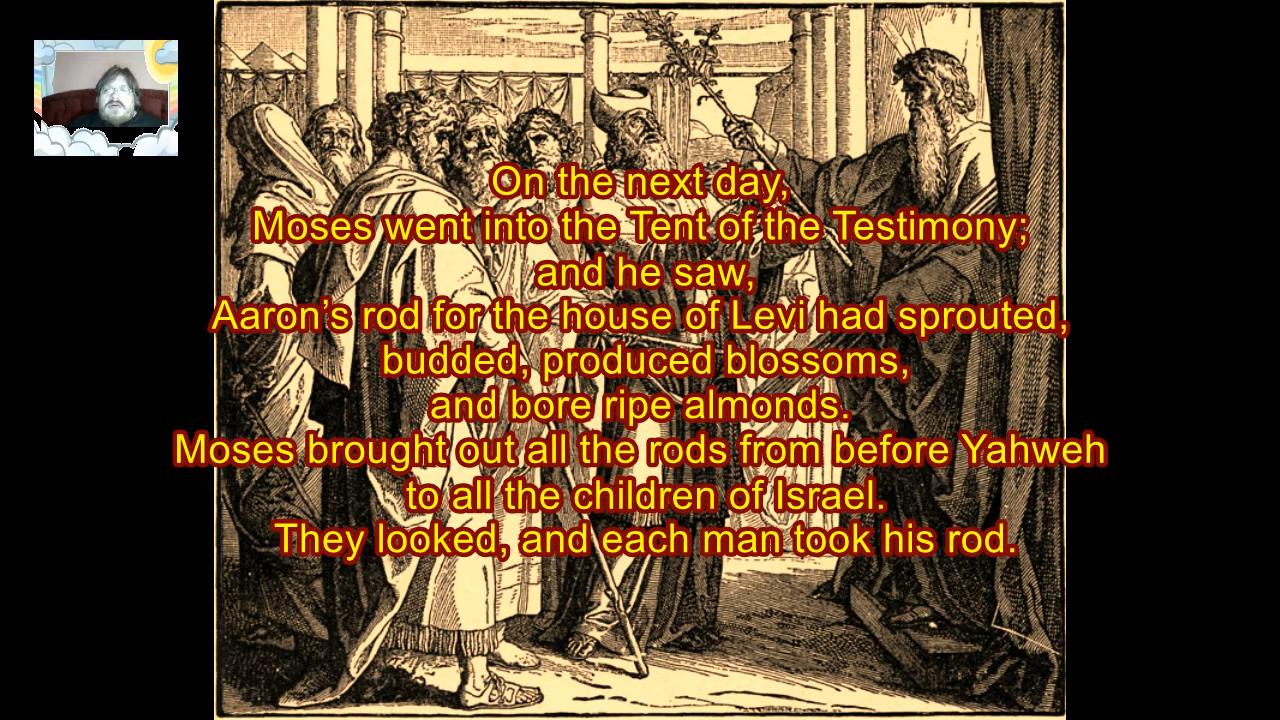 On the next day,
Moses went into the Tent of the Testimony;
and he saw,
Aaron’s rod for the house of Levi had sprouted,
budded, produced blossoms,
and bore ripe almonds.
Moses brought out all the rods from before Yahweh
to all the children of Israel.
They looked, and each man took his rod.